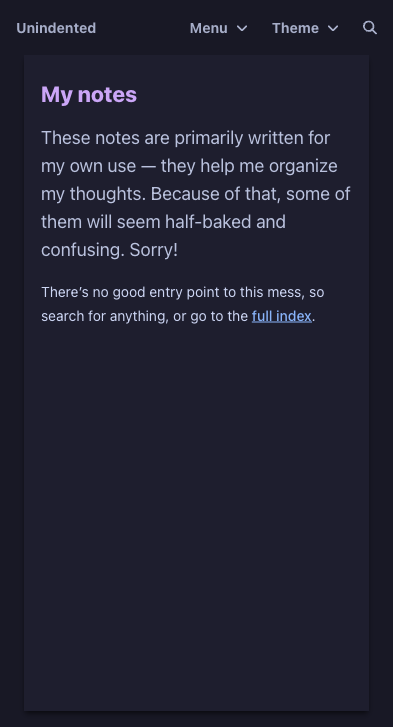 Unindented Menu Theme
My notes
These notes are primarily written for
my own use — they help me organize
my thoughts. Because of that, some of
them will seem half-baked and
confusing. Sorry!
There’s no good entry point to this mess, so
search for anything, or go to the full index.